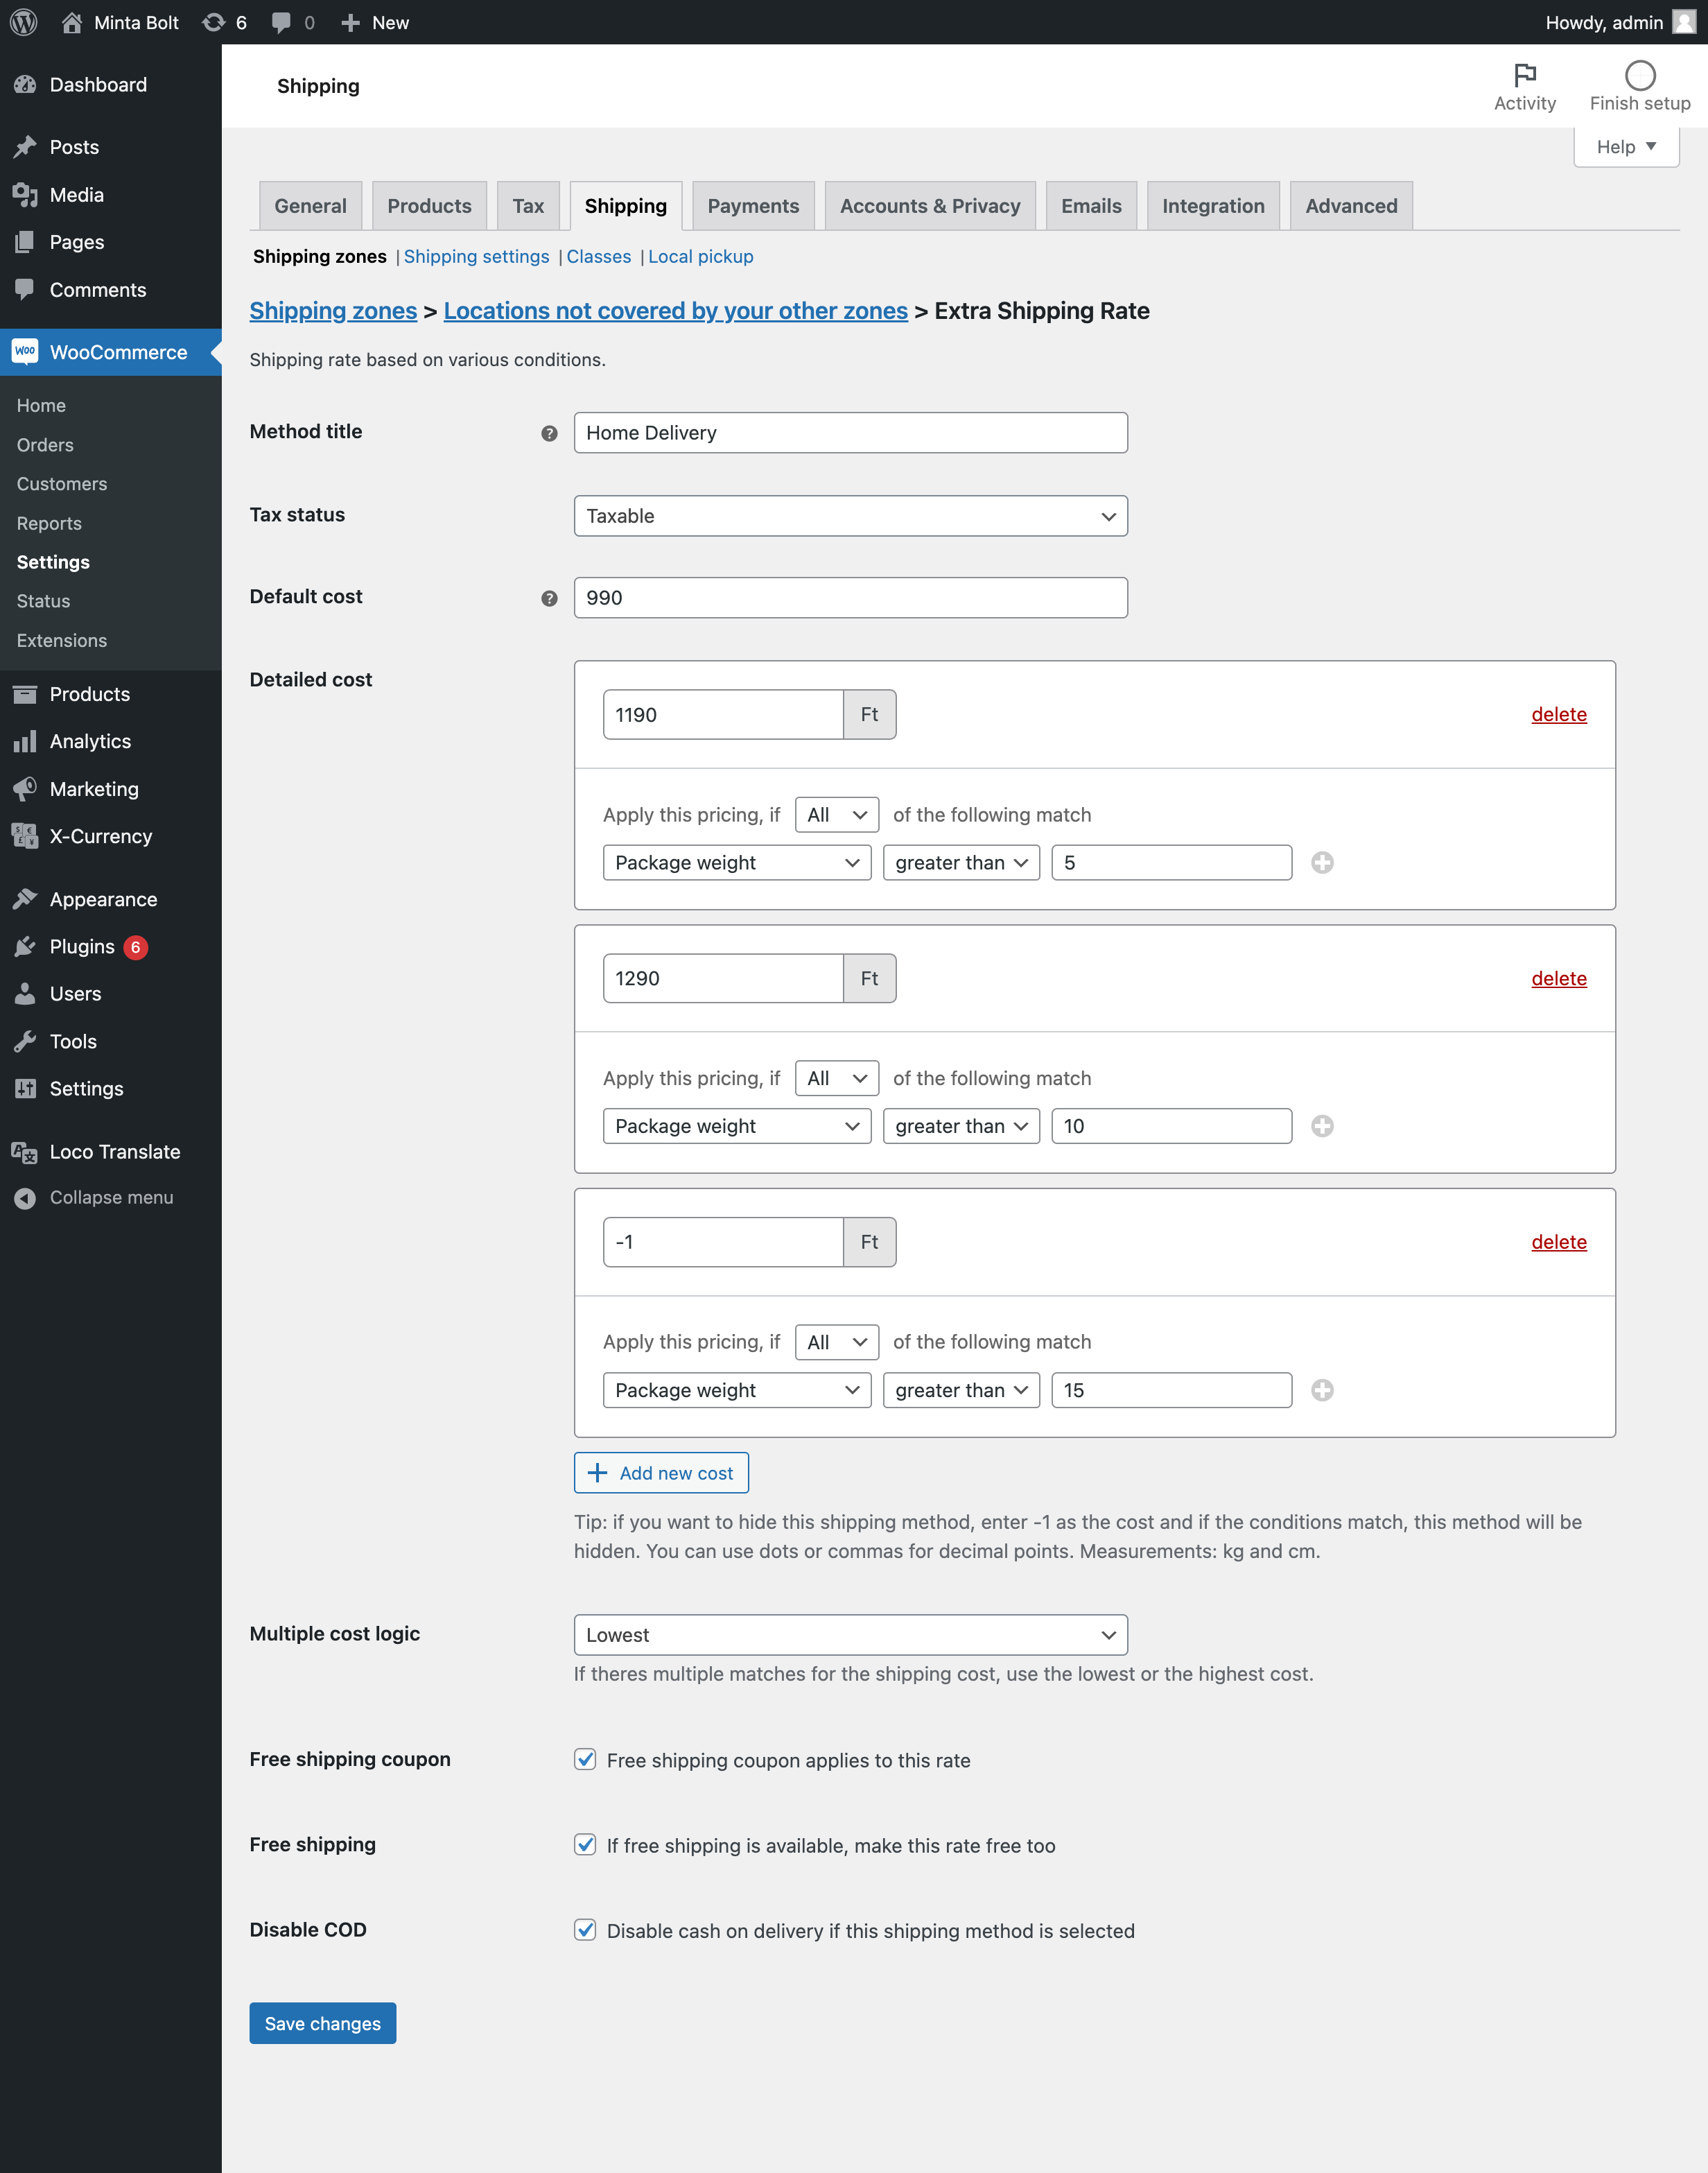 Minta Bolt 6 0 New Howdy, admin
Dashboard
Posts
Media
Pages
Comments
Woo WooCommerce
Home
Orders
Customers
Reports
Settings
Status
Extensions
Products
Analytics
Marketing
X-Currency
Appearance
Plugins 6
Users
Tools
Settings
Loco Translate
Collapse menu
Shipping
Activity
Finish setup
Help
General Products Tax Shipping Payments Accounts & Privacy Emails Integration Advanced
Shipping zones | Shipping settings | Classes | Local pickup
Shipping zones > Locations not covered by your other zones > Extra Shipping Rate
Shipping rate based on various conditions.
Method title ? Home Delivery
Tax status Taxable
Default cost ? 990
Detailed cost
1190 Ft delete
Apply this pricing, if All of the following match
Package weight greater than 5
1290 Ft delete
Apply this pricing, if All of the following match
Package weight greater than 10
-1 Ft delete
Apply this pricing, if All of the following match
Package weight greater than 15
Add new cost
Tip: if you want to hide this shipping method, enter -1 as the cost and if the conditions match, this method will be
hidden. You can use dots or commas for decimal points. Measurements: kg and cm.
Multiple cost logic Lowest
If theres multiple matches for the shipping cost, use the lowest or the highest cost.
Free shipping coupon Free shipping coupon applies to this rate
Free shipping If free shipping is available, make this rate free too
Disable COD Disable cash on delivery if this shipping method is selected
Save changes